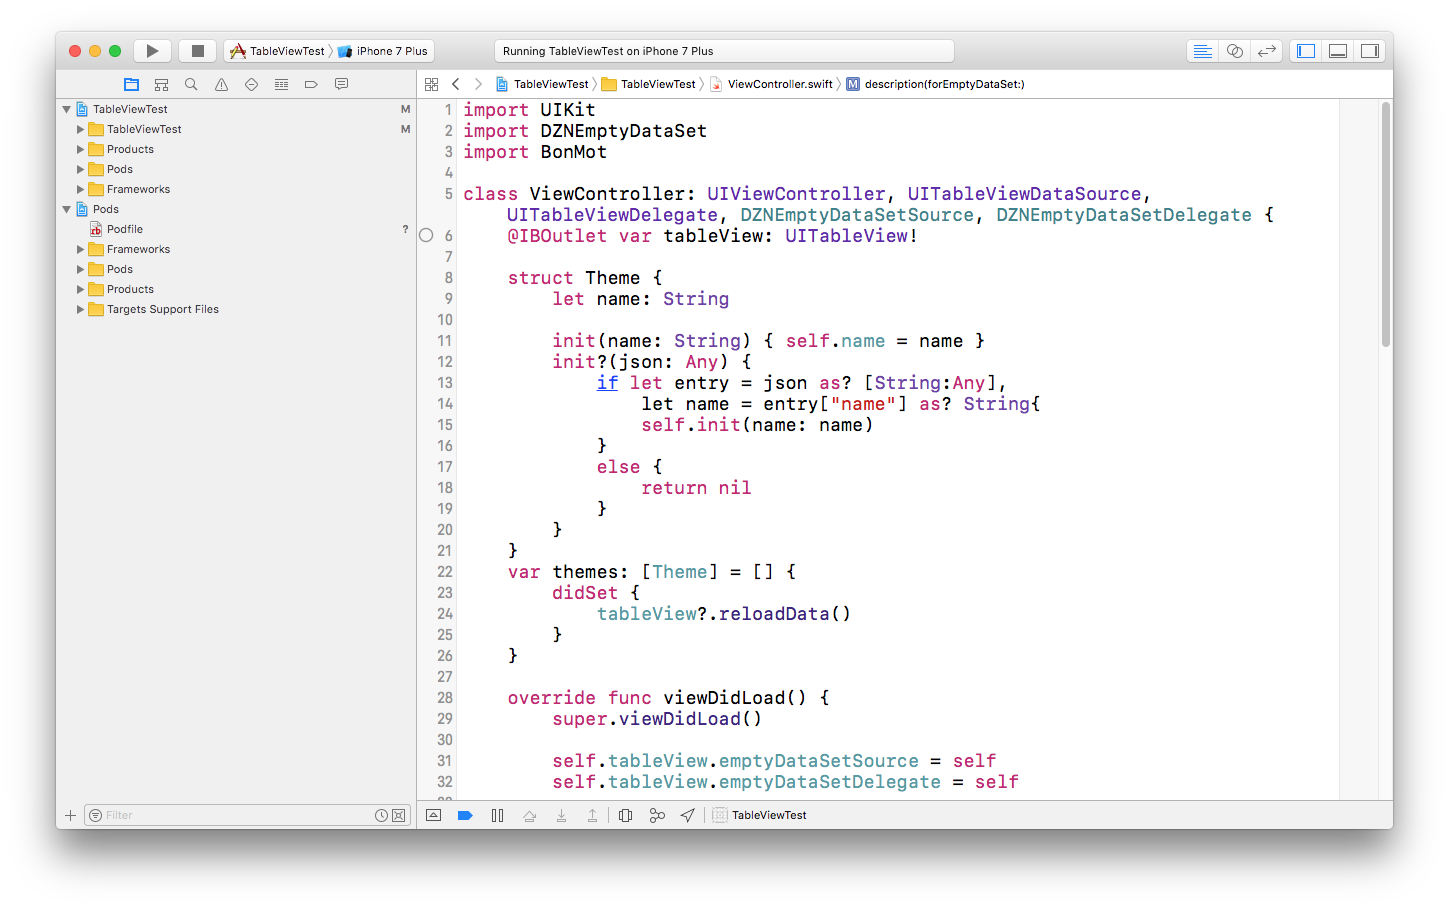 TableViewTest iPhone 7 Plus
Running TableViewTest on iPhone 7 Plus
TableViewTest TableViewTest ViewController.swift M description(forEmptyDataSet:)
TableViewTest M
TableViewTest M
Products
Pods
Frameworks
Pods
Podfile ?
Frameworks
Pods
Products
Targets Support Files
1 import UIKit
2 import DZNEmptyDataSet
3 import BonMot
4
5 class ViewController: UIViewController, UITableViewDataSource,
UITableViewDelegate, DZNEmptyDataSetSource, DZNEmptyDataSetDelegate {
6 @IBOutlet var tableView: UITableView!
7
8 struct Theme {
9 let name: String
10
11 init(name: String) { self.name = name }
12 init?(json: Any) {
13 if let entry = json as? [String:Any],
14 let name = entry["name"] as? String{
15 self.init(name: name)
16 }
17 else {
18 return nil
19 }
20 }
21 }
22 var themes: [Theme] = [] {
23 didSet {
24 tableView?.reloadData()
25 }
26 }
27
28 override func viewDidLoad() {
29 super.viewDidLoad()
30
31 self.tableView.emptyDataSetSource = self
32 self.tableView.emptyDataSetDelegate = self
Filter
TableViewTest